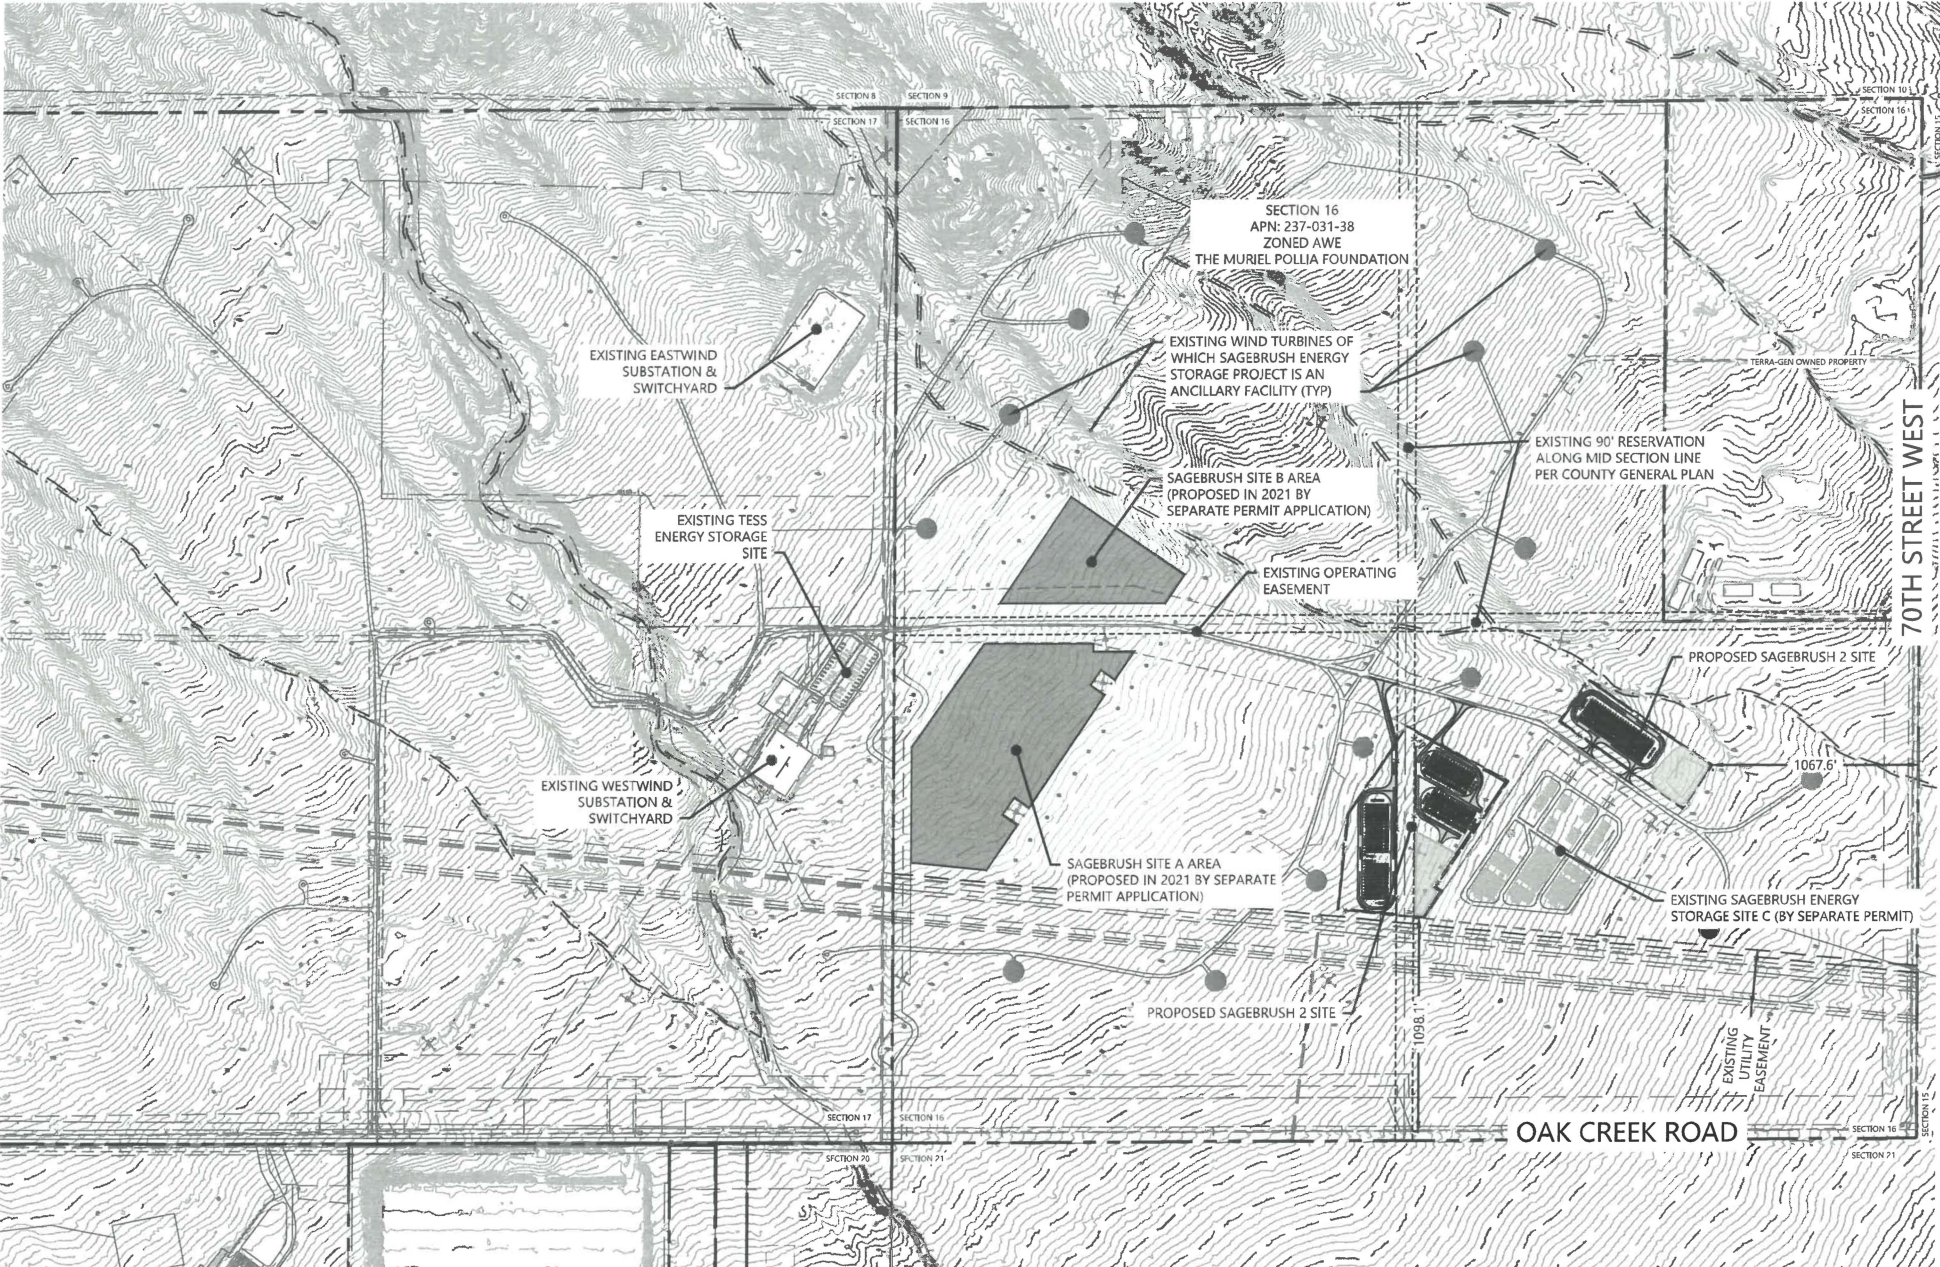 SECTION 8
SECTION 9
SECTION 17
SECTION 16
SECTION 10
SECTION 16
SECTION 15
SECTION 16
APN: 237-031-38
ZONED AWE
THE MURIEL POLLIA FOUNDATION
EXISTING EASTWIND
SUBSTATION &
SWITCHYARD
EXISTING WIND TURBINES OF
WHICH SAGEBRUSH ENERGY
STORAGE PROJECT IS AN
ANCILLARY FACILITY (TYP)
TERRA-GEN OWNED PROPERTY
EXISTING 90' RESERVATION
ALONG MID SECTION LINE
PER COUNTY GENERAL PLAN
70TH STREET WEST
SAGEBRUSH SITE B AREA
(PROPOSED IN 2021 BY
SEPARATE PERMIT APPLICATION)
EXISTING TESS
ENERGY STORAGE
SITE
EXISTING OPERATING
EASEMENT
PROPOSED SAGEBRUSH 2 SITE
1067.6'
EXISTING WESTWIND
SUBSTATION &
SWITCHYARD
SAGEBRUSH SITE A AREA
(PROPOSED IN 2021 BY SEPARATE
PERMIT APPLICATION)
EXISTING SAGEBRUSH ENERGY
STORAGE SITE C (BY SEPARATE PERMIT)
PROPOSED SAGEBRUSH 2 SITE
1098.1'
EXISTING
UTILITY
EASEMENT
SECTION 17
SECTION 16
OAK CREEK ROAD
SECTION 16
SECTION 15
SECTION 20
SECTION 21
SECTION 21